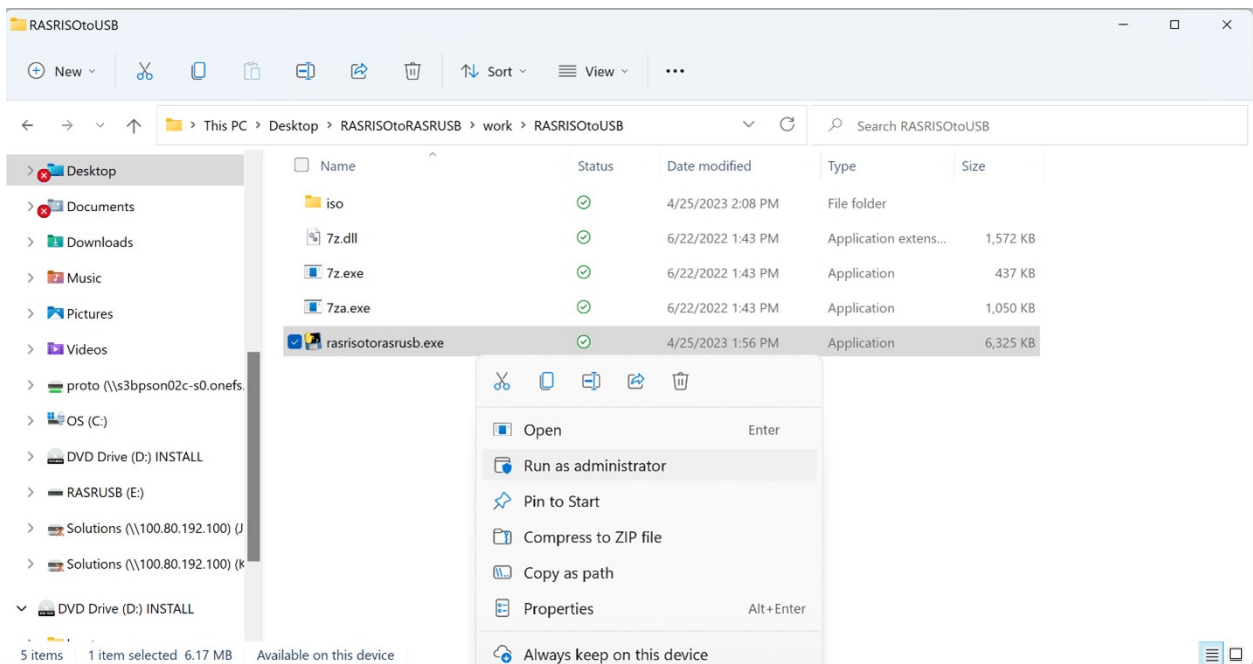 RASRISOtoUSB
New
Sort
View
This PC > Desktop > RASRISOtoRASRUSB > work > RASRISOtoUSB
Search RASRISOtoUSB
Name Status Date modified Type Size
Desktop
Documents
Downloads
Music
Pictures
Videos
proto (\\s3bpson02c-s0.onefs.
OS (C:)
DVD Drive (D:) INSTALL
RASRUSB (E:)
Solutions (\\100.80.192.100) (J
Solutions (\\100.80.192.100) (K
DVD Drive (D:) INSTALL
iso 4/25/2023 2:08 PM File folder
7z.dll 6/22/2022 1:43 PM Application extens... 1,572 KB
7z.exe 6/22/2022 1:43 PM Application 437 KB
7za.exe 6/22/2022 1:43 PM Application 1,050 KB
rasrisotorasrusb.exe 4/25/2023 1:56 PM Application 6,325 KB
Open Enter
Run as administrator
Pin to Start
Compress to ZIP file
Copy as path
Properties Alt+Enter
Always keep on this device
5 items 1 item selected 6.17 MB Available on this device